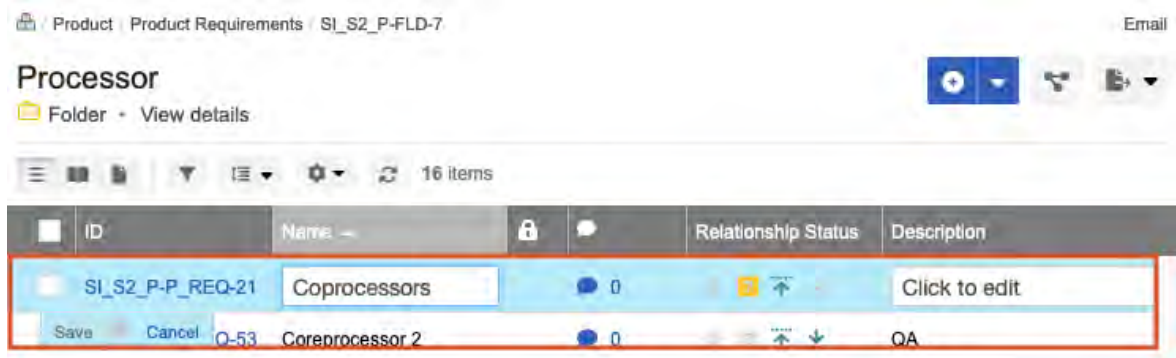 Product / Product Requirements / SI_S2_P-FLD-7
Email
Processor
Folder • View details
16 items
ID Name Relationship Status Description
SI_S2_P-P_REQ-21 Coprocessors 0 Click to edit
Save Cancel Q-53 Coreprocessor 2 0 QA